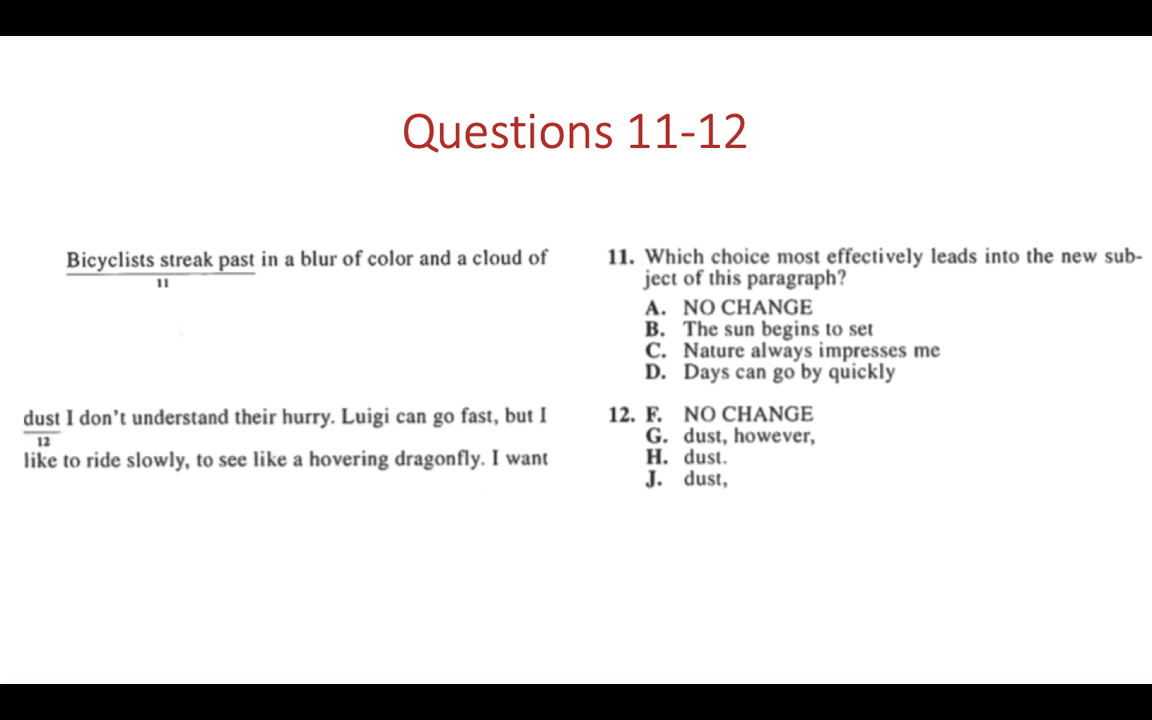 Questions 11-12
Bicyclists streak past in a blur of color and a cloud of
11
dust I don't understand their hurry. Luigi can go fast, but I
12
like to ride slowly, to see like a hovering dragonfly. I want
11. Which choice most effectively leads into the new sub-
ject of this paragraph?
A. NO CHANGE
B. The sun begins to set
C. Nature always impresses me
D. Days can go by quickly
12. F. NO CHANGE
G. dust, however,
H. dust.
J. dust,